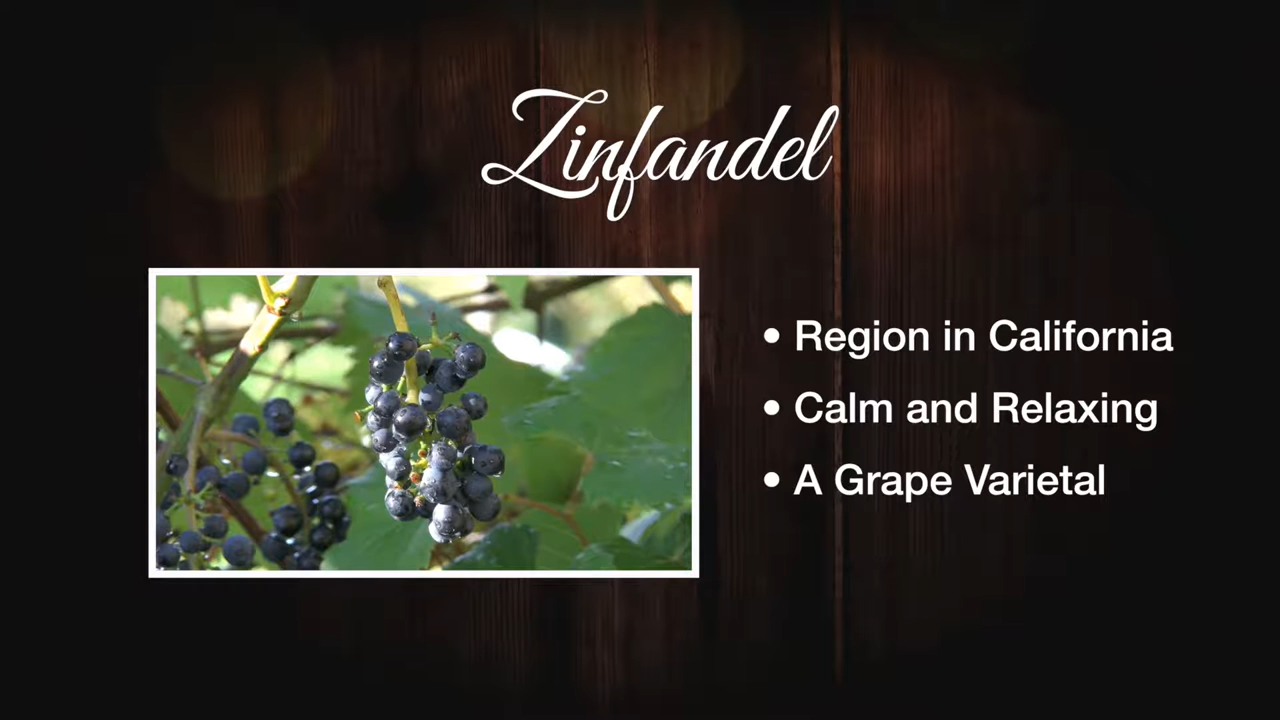 Zinfandel
• Region in California
• Calm and Relaxing
• A Grape Varietal